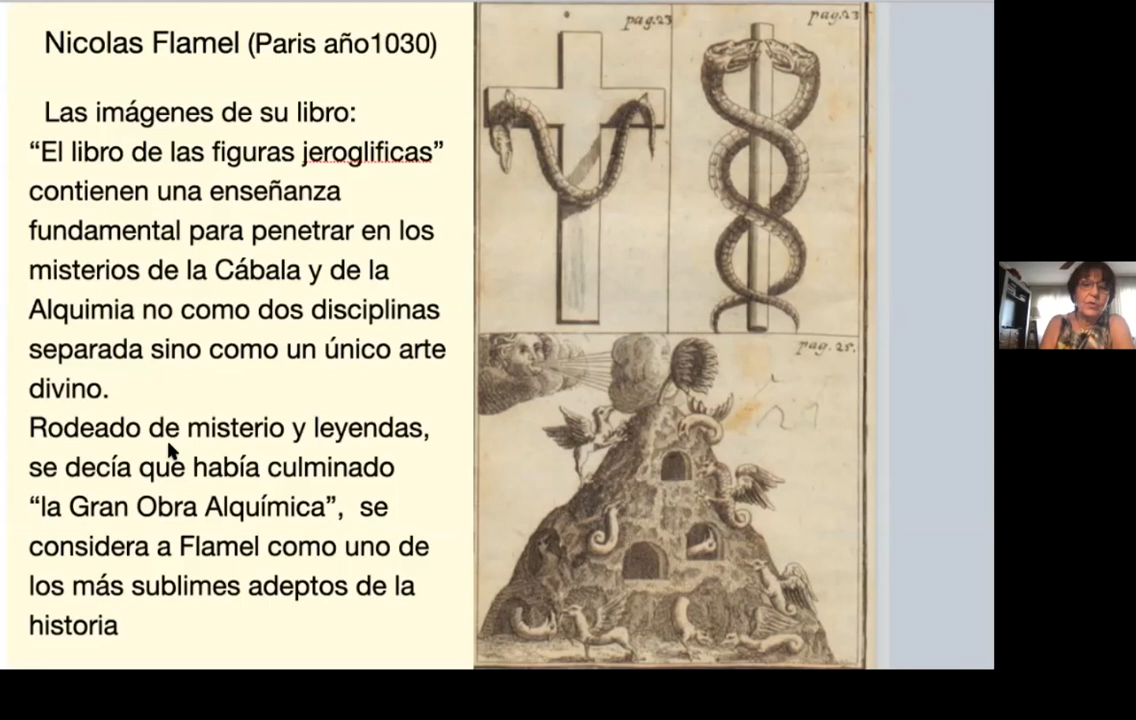 Nicolas Flamel (Paris año1030)
Las imágenes de su libro:
“El libro de las figuras jeroglificas”
contienen una enseñanza
fundamental para penetrar en los
misterios de la Cábala y de la
Alquimia no como dos disciplinas
separada sino como un único arte
divino.
Rodeado de misterio y leyendas,
se decía que había culminado
“la Gran Obra Alquímica”, se
considera a Flamel como uno de
los más sublimes adeptos de la
historia
pag.23
pag.23
pag. 25.